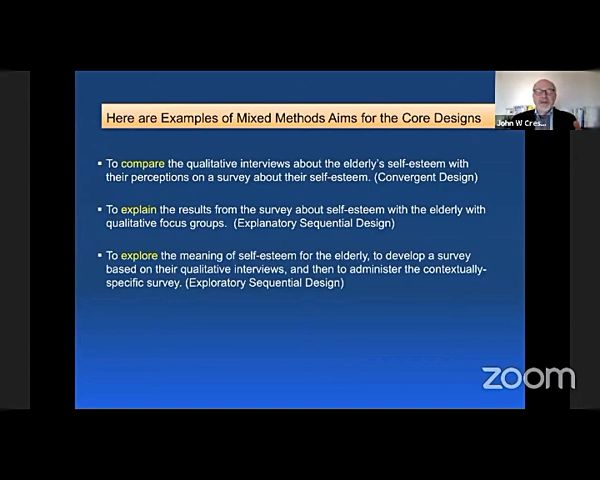 Here are Examples of Mixed Methods Aims for the Core Designs
John W Cres...
▪ To compare the qualitative interviews about the elderly's self-esteem with
their perceptions on a survey about their self-esteem. (Convergent Design)
▪ To explain the results from the survey about self-esteem with the elderly with
qualitative focus groups. (Explanatory Sequential Design)
▪ To explore the meaning of self-esteem for the elderly, to develop a survey
based on their qualitative interviews, and then to administer the contextually-
specific survey. (Exploratory Sequential Design)
zoom